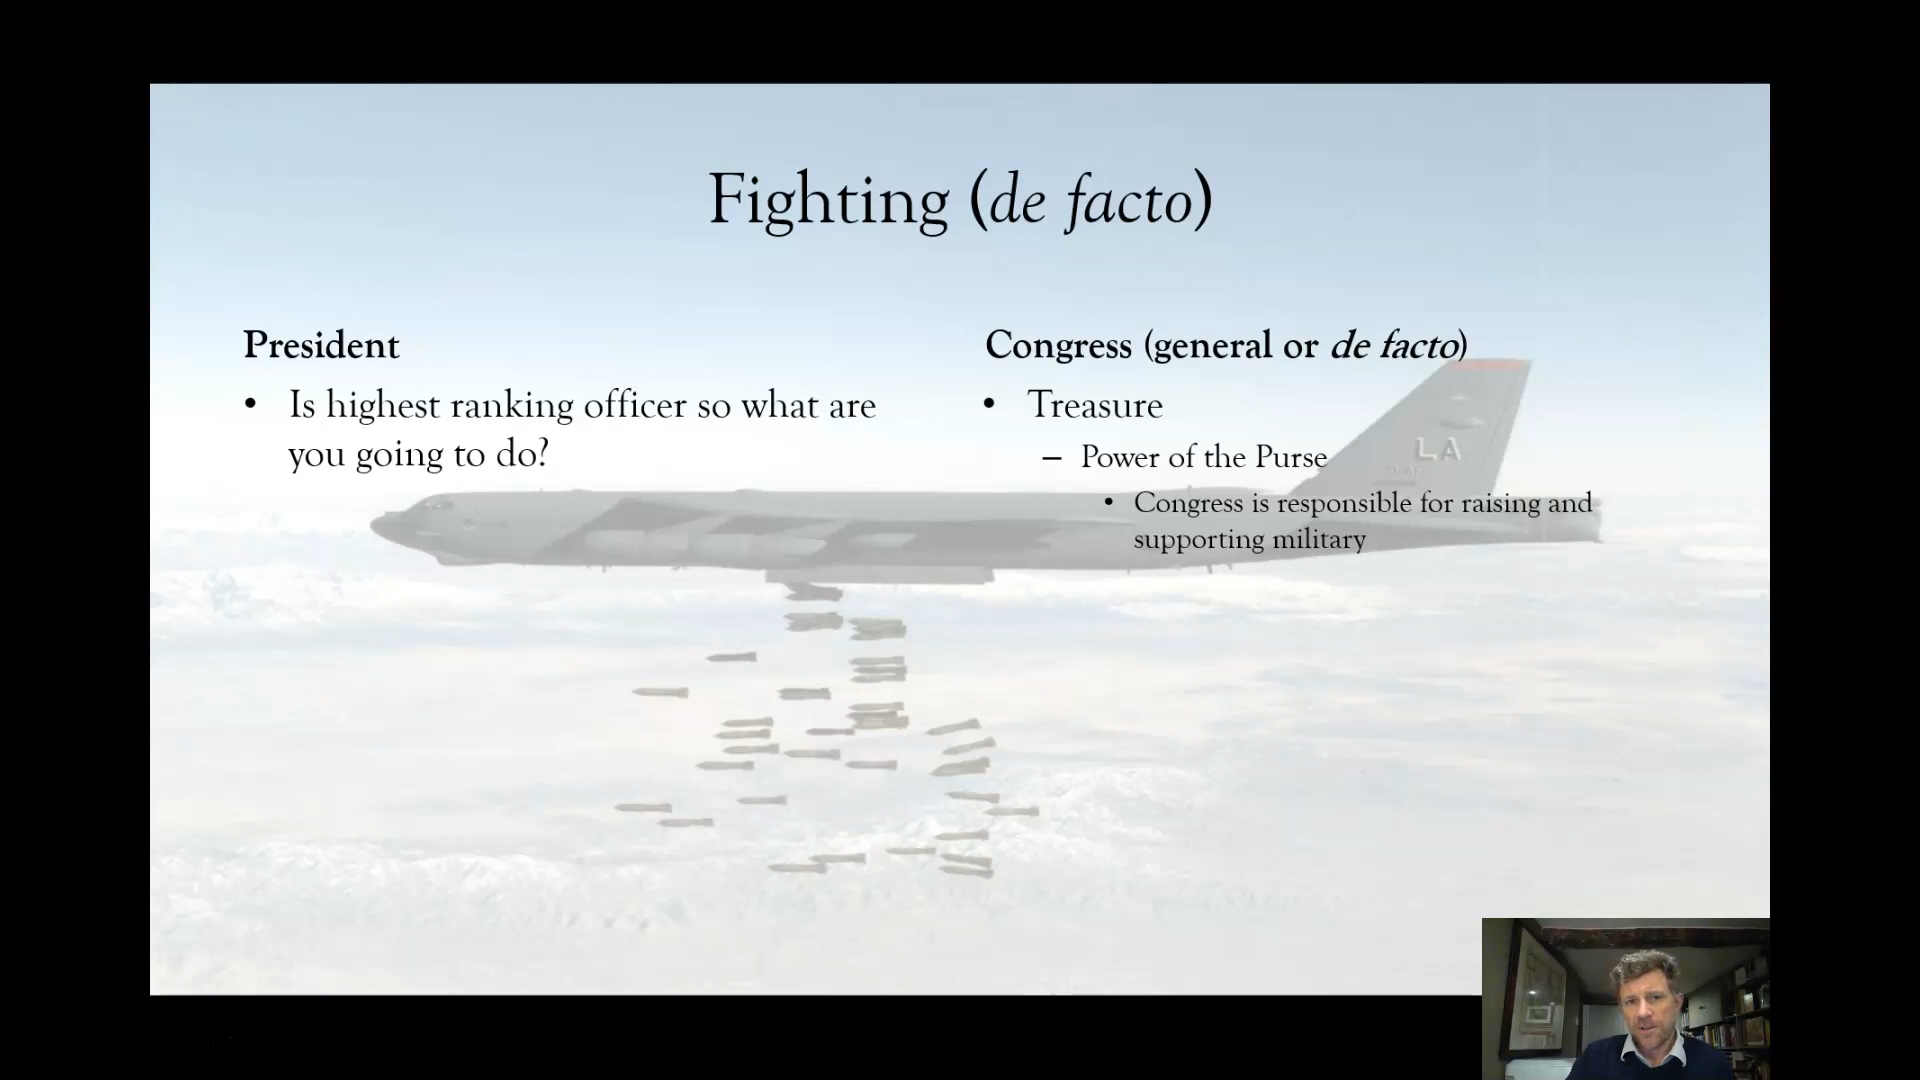 Fighting (de facto)
President
• Is highest ranking officer so what are
you going to do?
Congress (general or de facto)
• Treasure
– Power of the Purse
• Congress is responsible for raising and
supporting military
LA